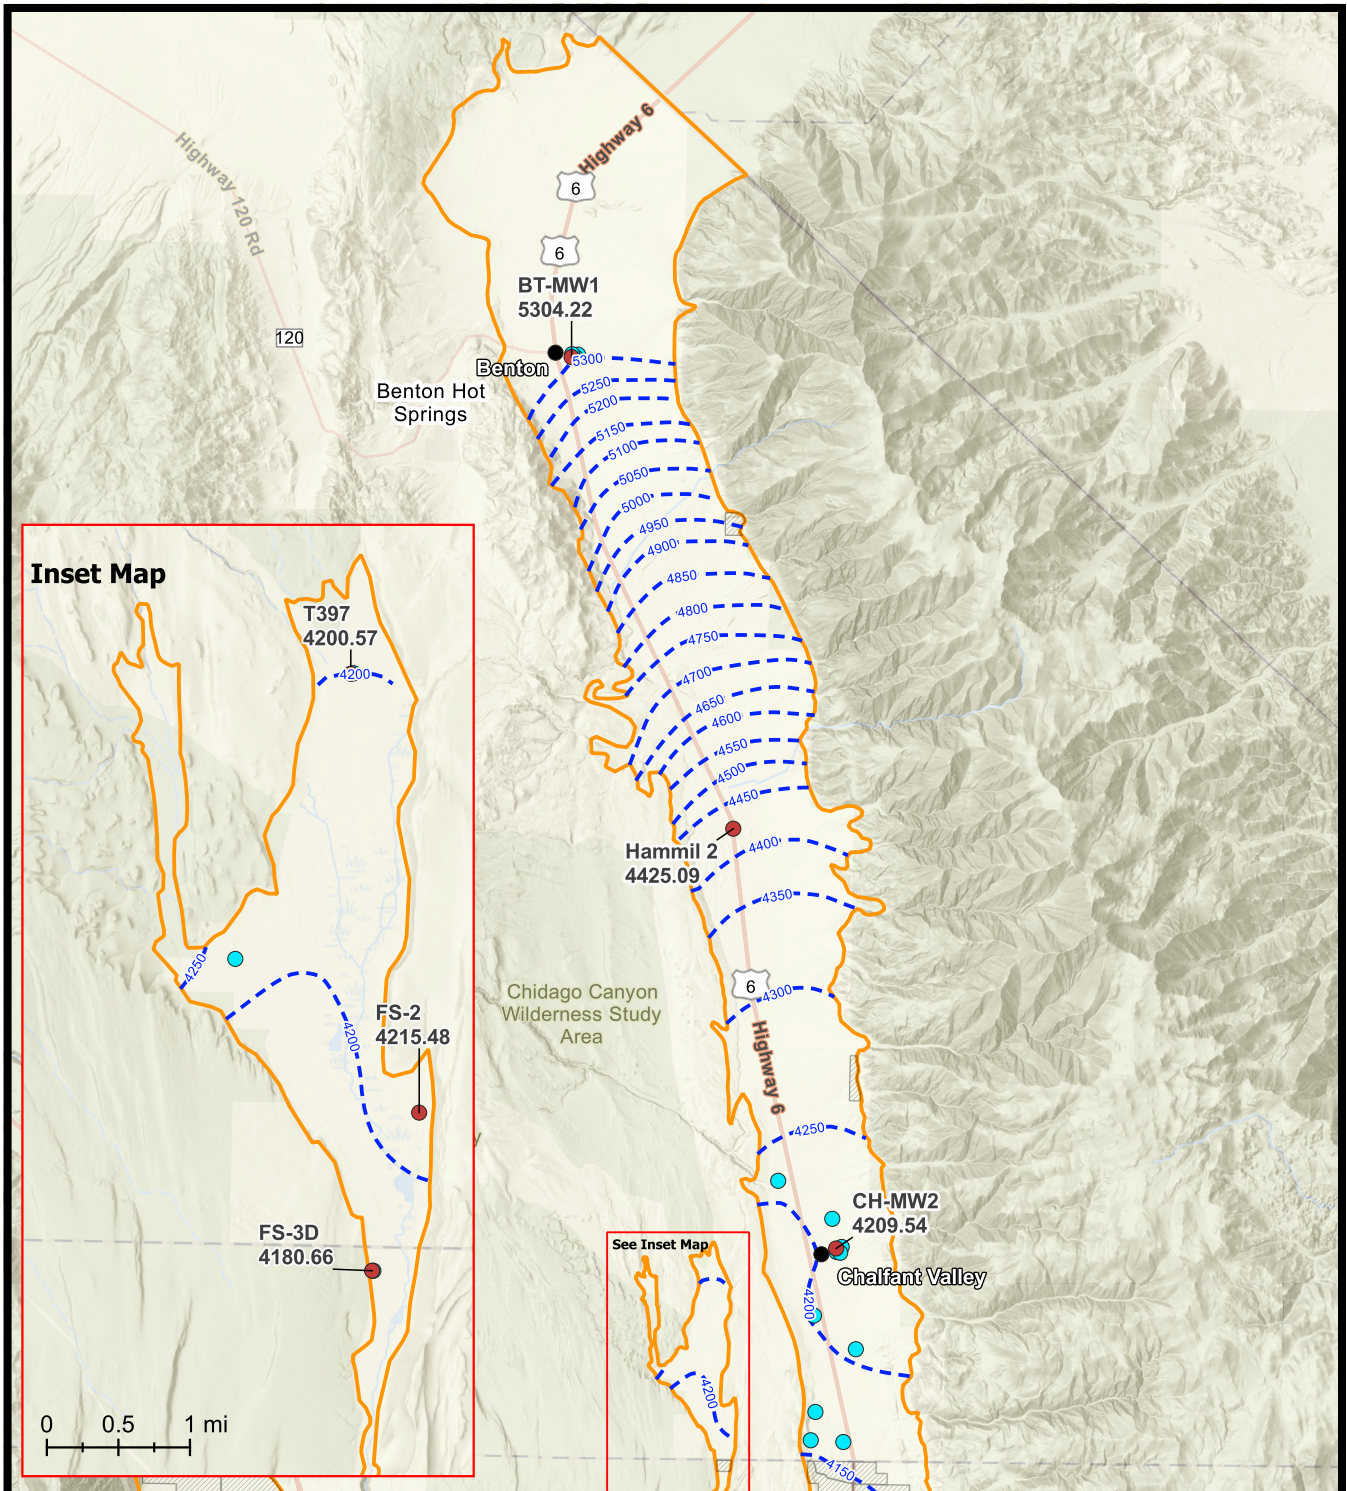 Highway 6
Highway 120 Rd
6
6
BT-MW1
5304.22
120
Benton
Benton Hot
Springs
5300
5250
5200
5150
5100
5050
5000
4950
4900
4850
4800
4750
4700
4650
4600
4550
4500
4450
Hammil 2
4425.09
4400
4350
6
4300
Chidago Canyon
Wilderness Study
Area
Highway 6
4250
CH-MW2
4209.54
Chalfant Valley
4200
4150
See Inset Map
4200
Inset Map
T397
4200.57
4200
4250
4200
FS-2
4215.48
FS-3D
4180.66
y
0 0.5 1 mi